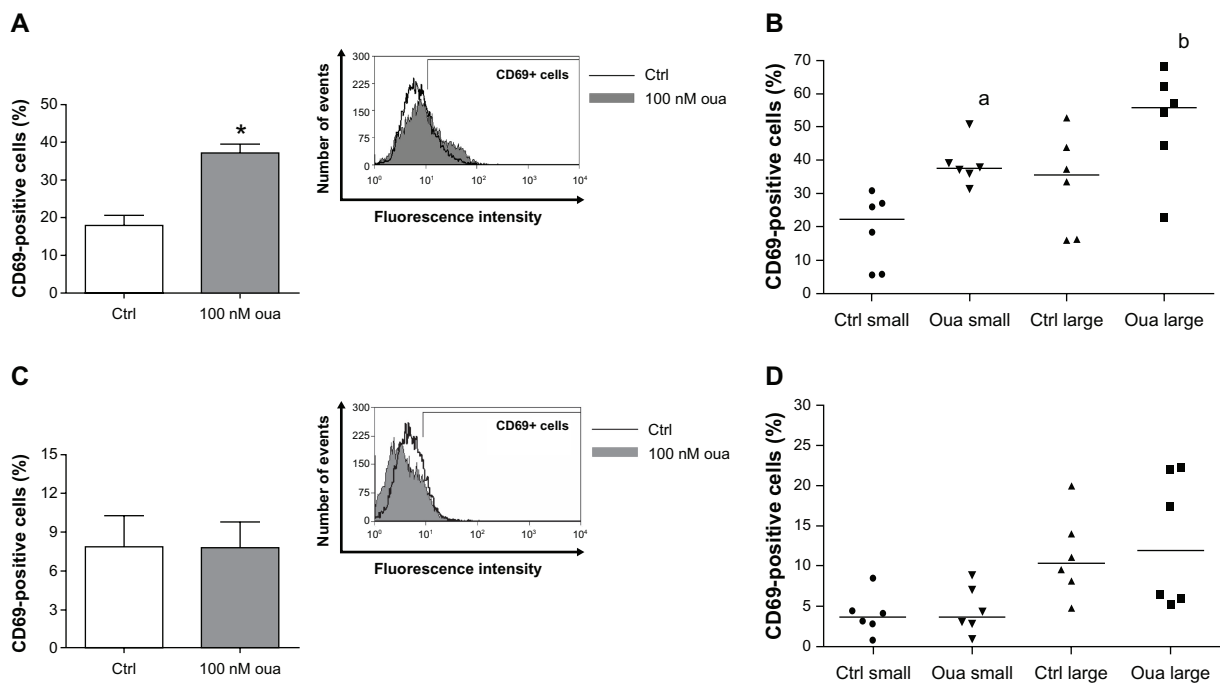 A
CD69-positive cells (%)
50
40
30
20
10
0
*
Ctrl
100 nM oua
Number of events
300
225
150
75
0
CD69+ cells
10⁰
10¹
10²
10³
10⁴
Fluorescence intensity
Ctrl
100 nM oua
B
CD69-positive cells (%)
70
60
50
40
30
20
10
0
a
b
Ctrl small
Oua small
Ctrl large
Oua large
C
CD69-positive cells (%)
15
12
9
6
3
0
Ctrl
100 nM oua
Number of events
300
225
150
75
0
CD69+ cells
10⁰
10¹
10²
10³
10⁴
Fluorescence intensity
Ctrl
100 nM oua
D
CD69-positive cells (%)
30
25
20
15
10
5
0
Ctrl small
Oua small
Ctrl large
Oua large